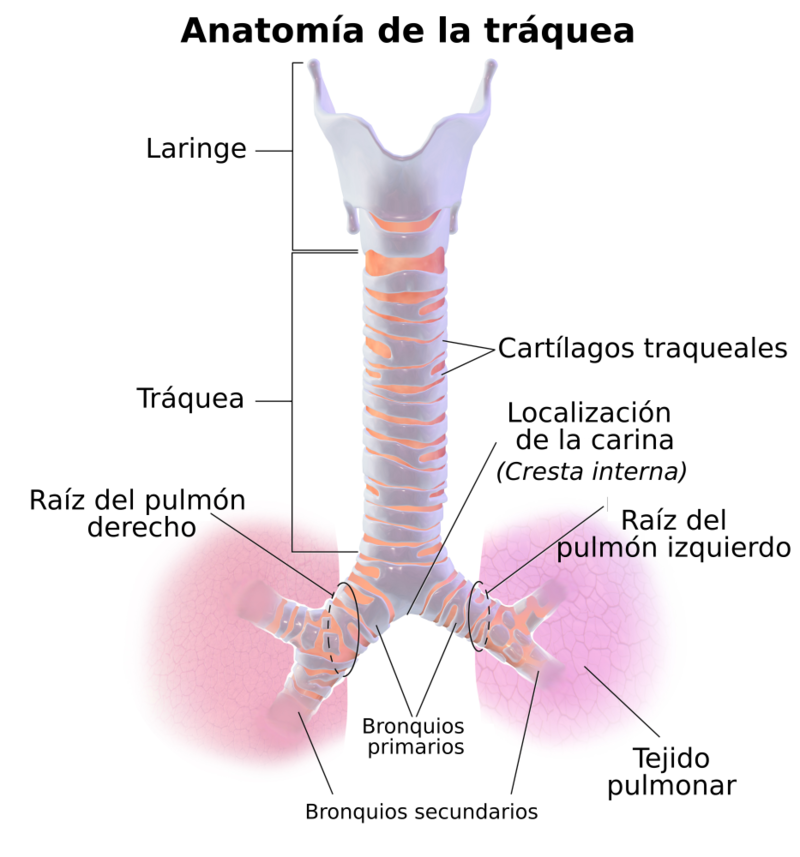 Anatomía de la tráquea
Laringe
Cartílagos traqueales
Tráquea
Localización
de la carina
(Cresta interna)
Raíz del pulmón
derecho
Raíz del
pulmón izquierdo
Bronquios
primarios
Tejido
pulmonar
Bronquios secundarios